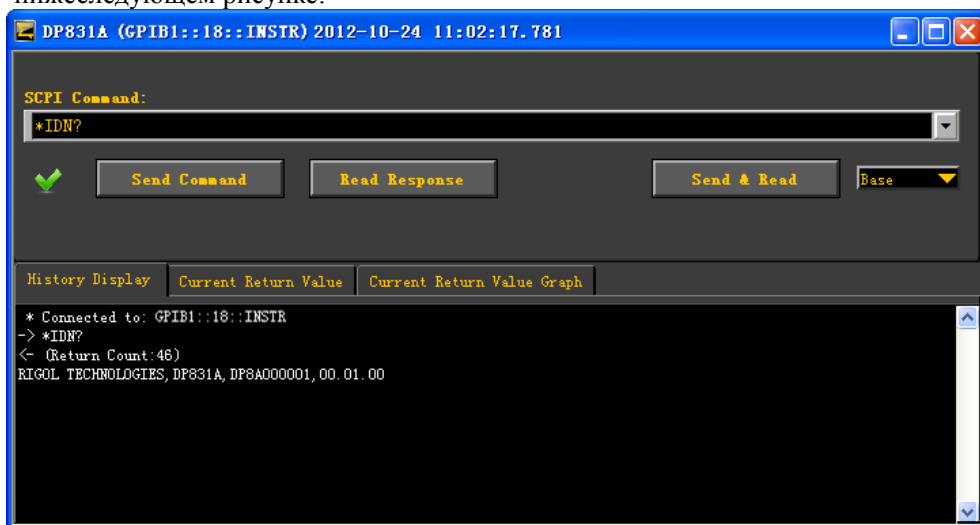 нижеследующем рисунке:
DP831A (GPIB1::18::INSTR) 2012-10-24 11:02:17.781
SCPI Command:
*IDN?
Send Command Read Response Send & Read Base
History Display Current Return Value Current Return Value Graph
* Connected to: GPIB1::18::INSTR
-> *IDN?
<- (Return Count:46)
RIGOL TECHNOLOGIES,DP831A,DP8A000001,00.01.00